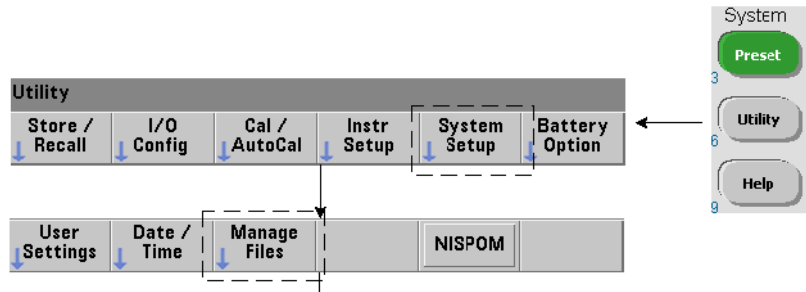 System
Preset
3
Utility
6
Help
9
Utility
Store /
Recall
I/O
Config
Cal /
AutoCal
Instr
Setup
System
Setup
Battery
Option
User
Settings
Date /
Time
Manage
Files
NISPOM